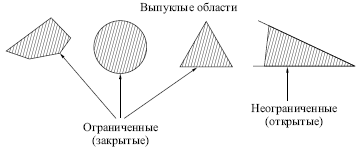 Выпуклые области
Неограниченные
(открытые)
Ограниченные
(закрытые)